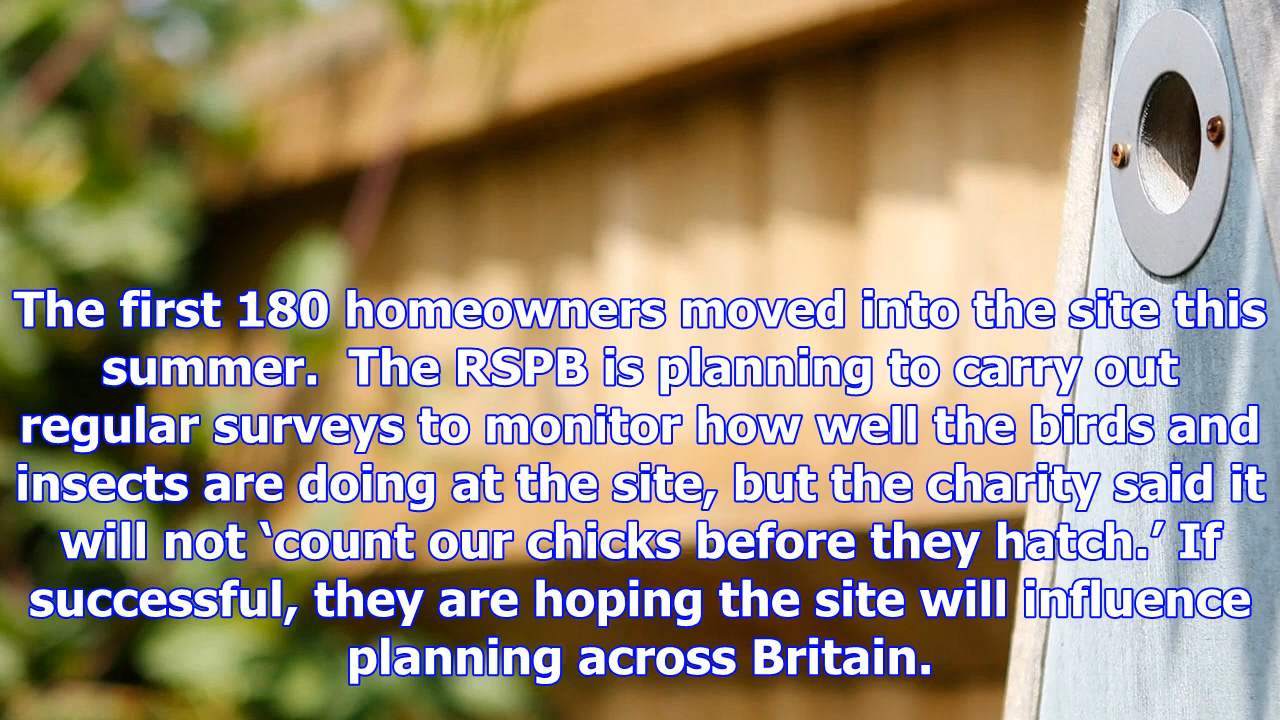 The first 180 homeowners moved into the site this
summer.  The RSPB is planning to carry out
regular surveys to monitor how well the birds and
insects are doing at the site, but the charity said it
will not ‘count our chicks before they hatch.’ If
successful, they are hoping the site will influence
planning across Britain.